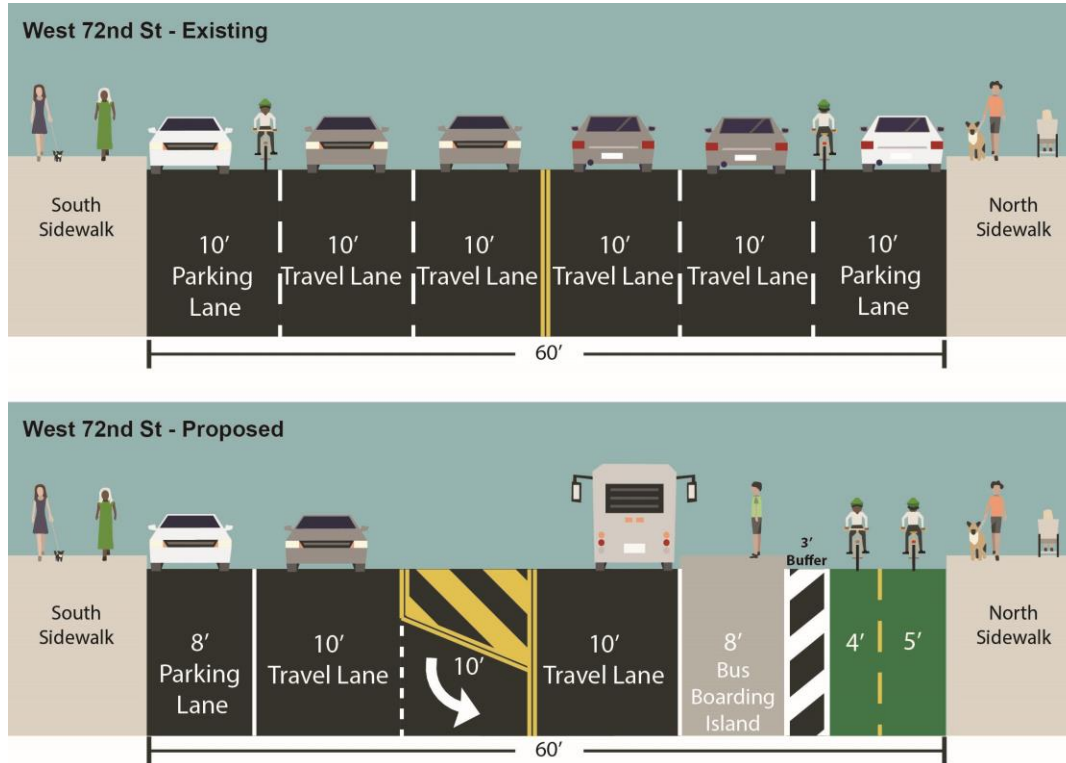 West 72nd St - Existing
South
Sidewalk
10’
Parking
Lane
10’
Travel Lane
10’
Travel Lane
10’
Travel Lane
10’
Travel Lane
10’
Parking
Lane
North
Sidewalk
60’
West 72nd St - Proposed
South
Sidewalk
8’
Parking
Lane
10’
Travel Lane
10’
10’
Travel Lane
8’
Bus
Boarding
Island
3’
Buffer
4’
5’
North
Sidewalk
60’